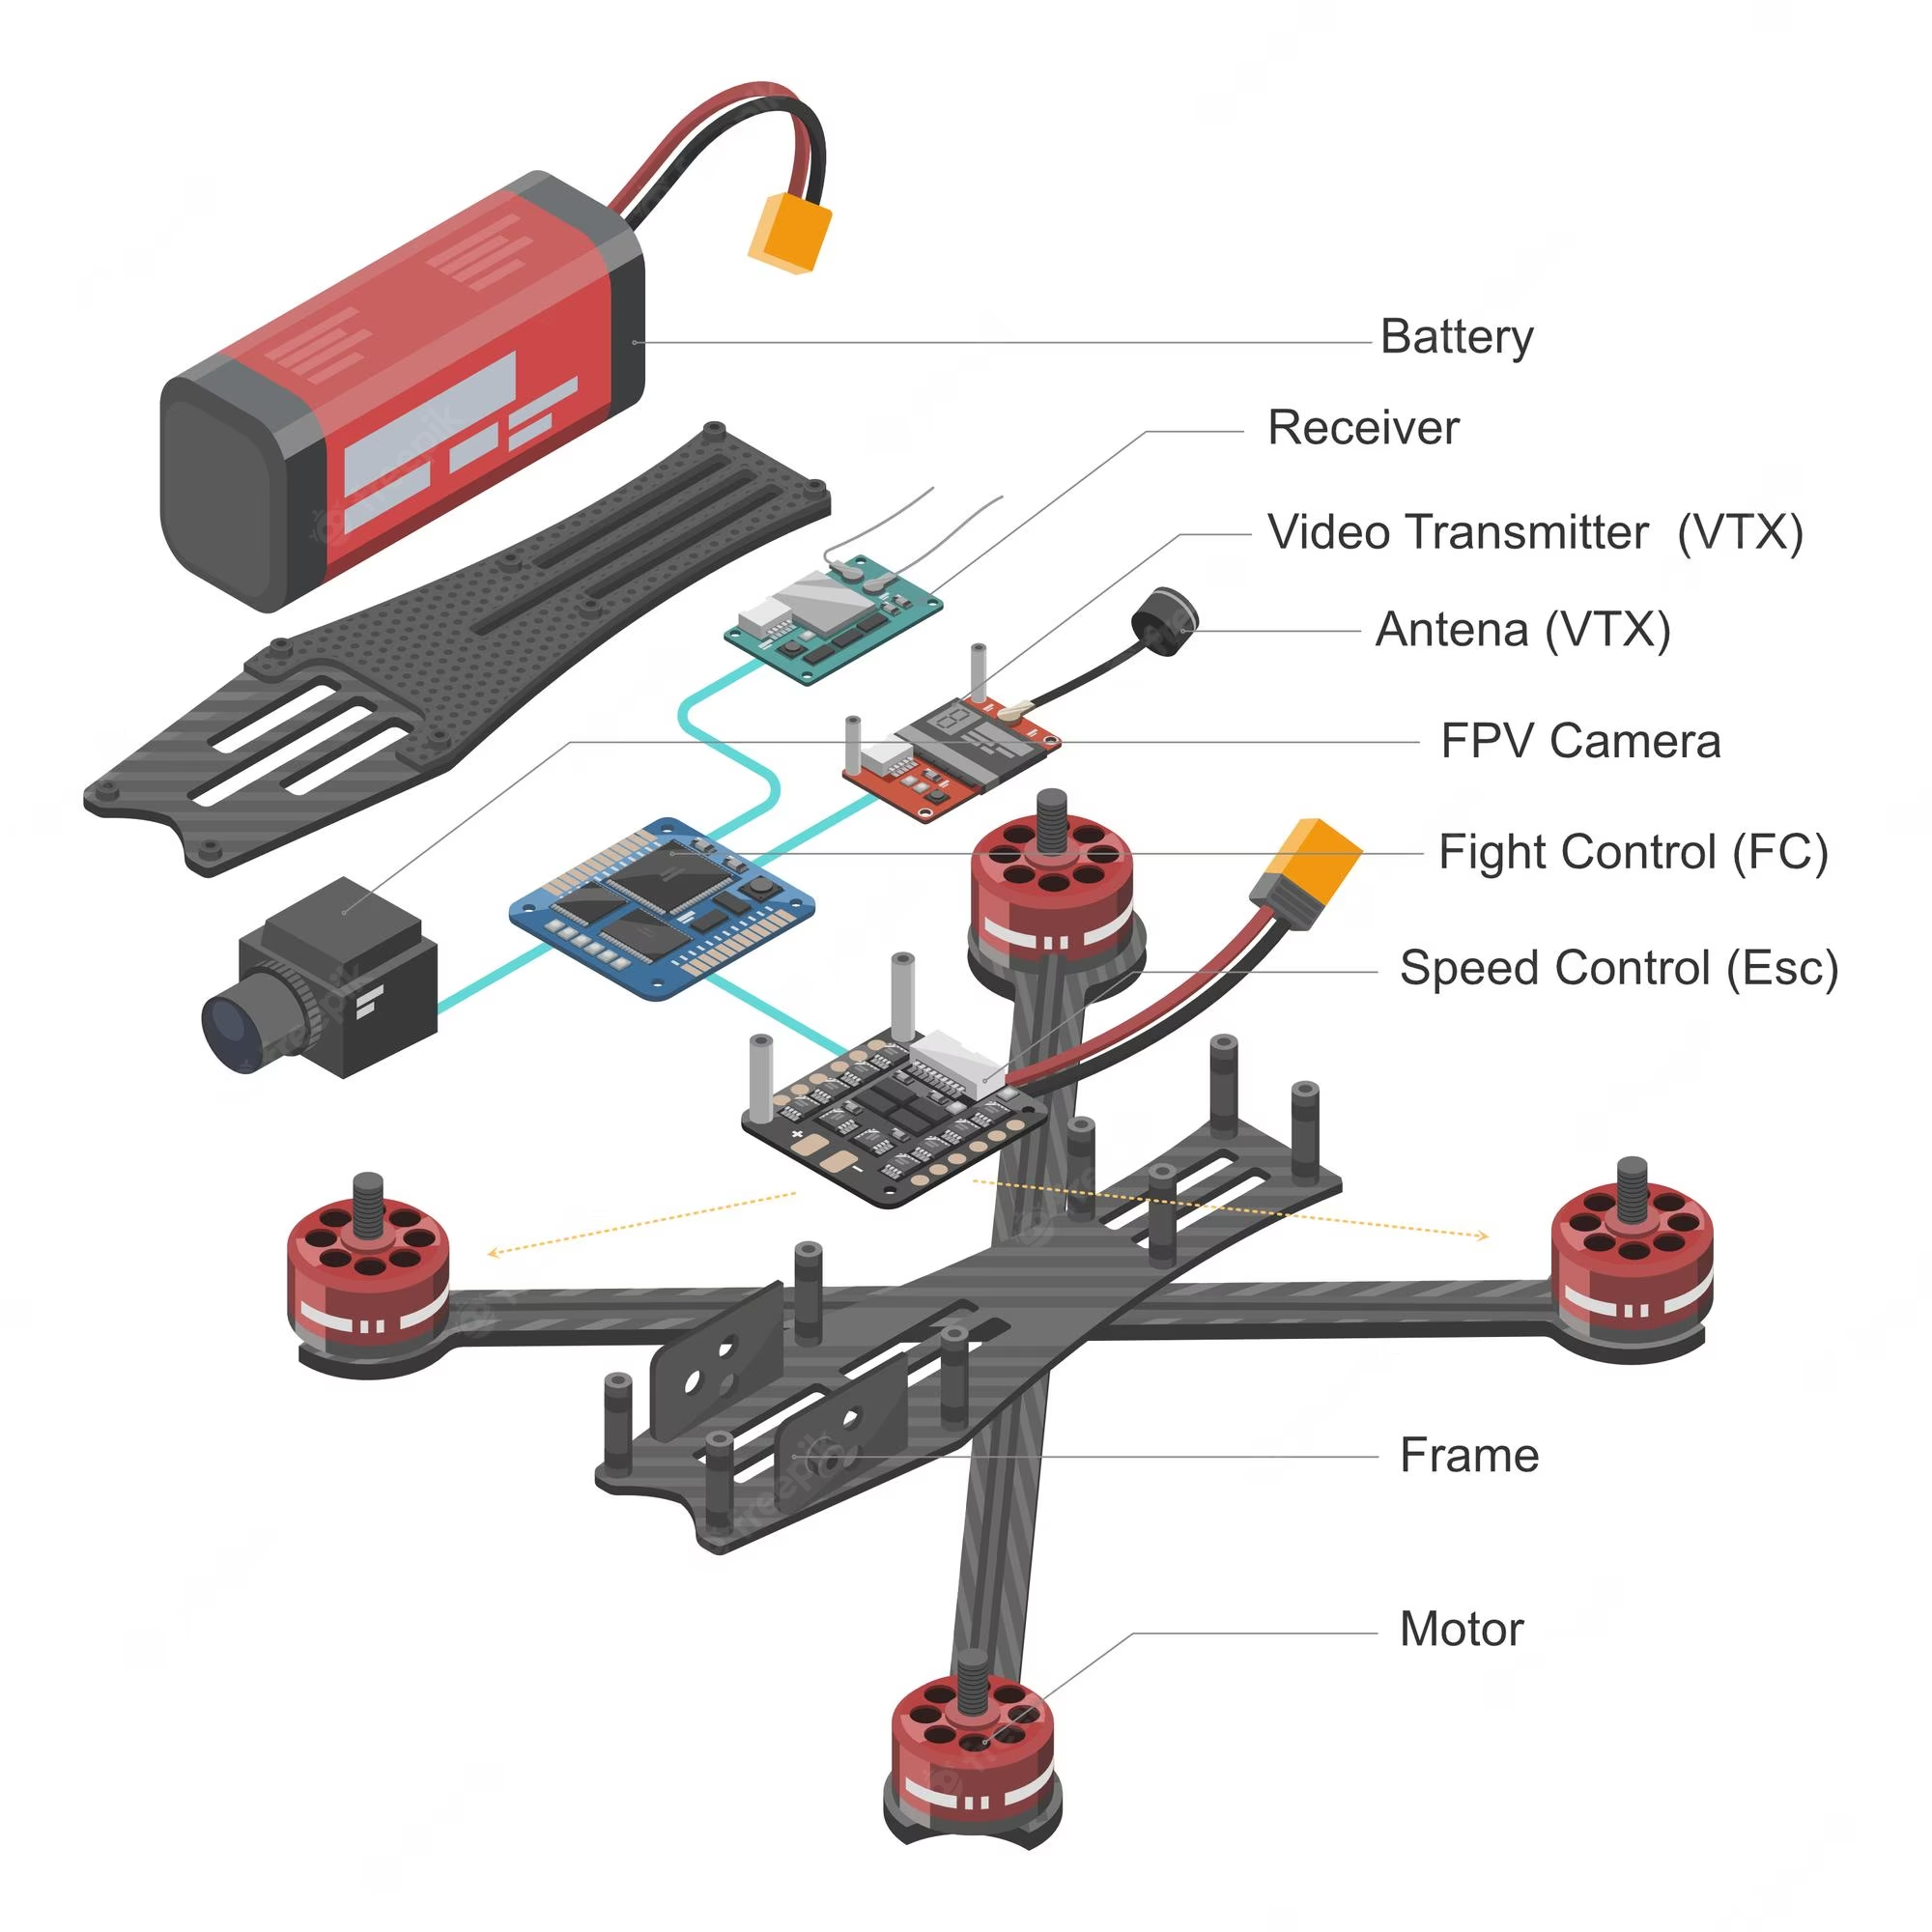 Battery
Receiver
Video Transmitter (VTX)
Antena (VTX)
FPV Camera
Fight Control (FC)
Speed Control (Esc)
Frame
Motor